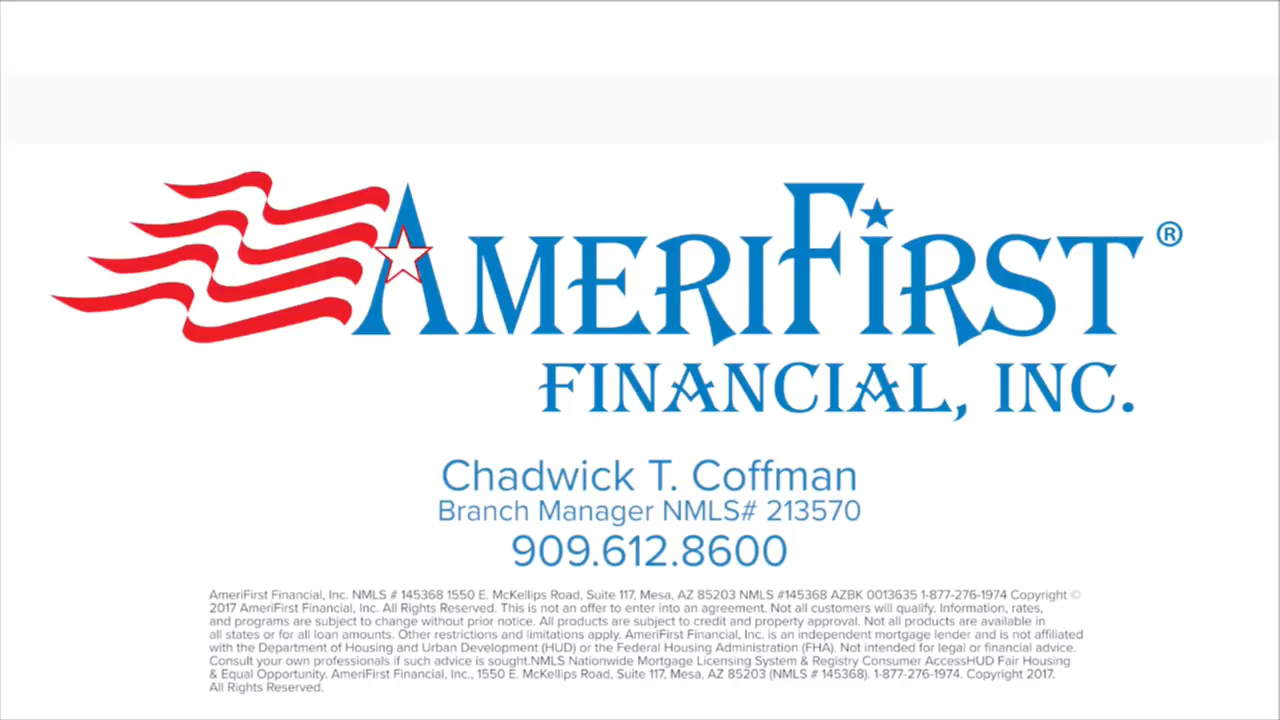 AMERIFIRST ®
FINANCIAL, INC.
Chadwick T. Coffman
Branch Manager NMLS# 213570
909.612.8600
AmeriFirst Financial, Inc. NMLS # 145368 1550 E. McKellips Road, Suite 117, Mesa, AZ 85203 NMLS #145368 AZBK 0013635 1-877-276-1974 Copyright ©
2017 AmeriFirst Financial, Inc. All Rights Reserved. This is not an offer to enter into an agreement. Not all customers will qualify. Information, rates,
and programs are subject to change without prior notice. All products are subject to credit and property approval. Not all products are available in
all states or for all loan amounts. Other restrictions and limitations apply. AmeriFirst Financial, Inc. is an independent mortgage lender and is not affiliated
with the Department of Housing and Urban Development (HUD) or the Federal Housing Administration (FHA). Not intended for legal or financial advice.
Consult your own professionals if such advice is sought.NMLS Nationwide Mortgage Licensing System & Registry Consumer AccessHUD Fair Housing
& Equal Opportunity. AmeriFirst Financial, Inc., 1550 E. McKellips Road, Suite 117, Mesa, AZ 85203 (NMLS # 145368). 1-877-276-1974. Copyright 2017.
All Rights Reserved.